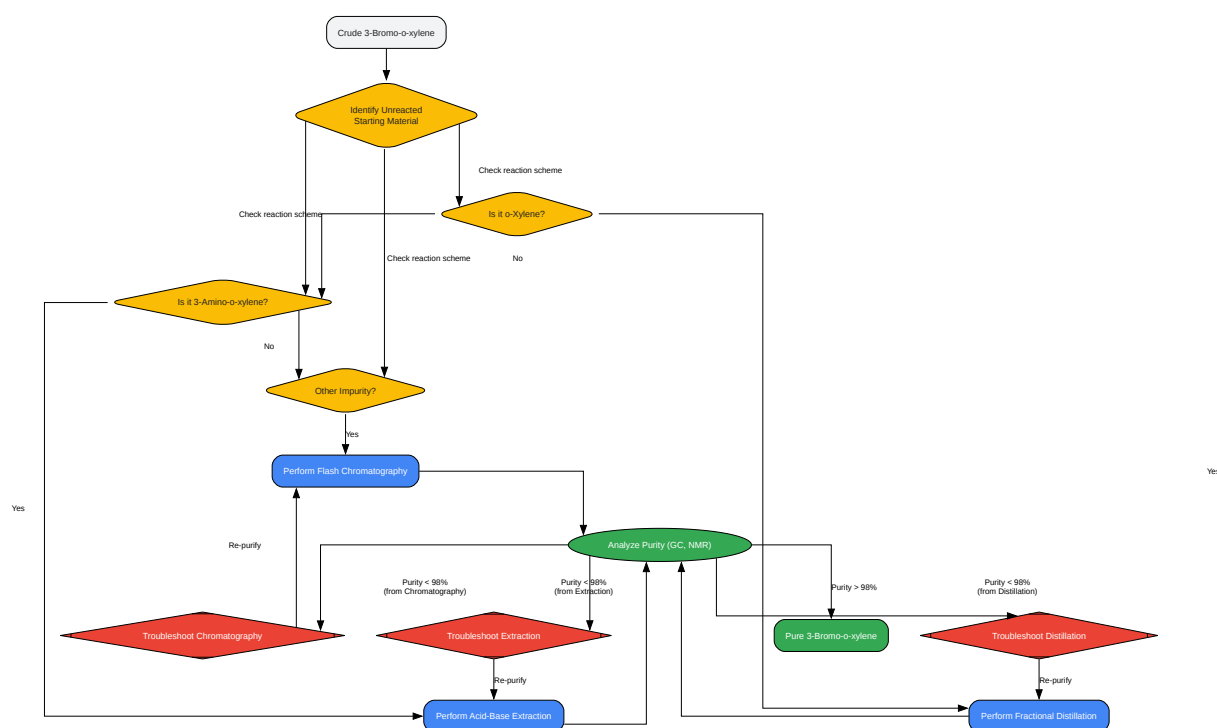 Crude 3-Bromo-o-xylene
Identify Unreacted
Starting Material
Check reaction scheme
Check reaction scheme
Is it o-Xylene?
Check reaction scheme
No
Is it 3-Amino-o-xylene?
No
Other Impurity?
Yes
Perform Flash Chromatography
Yes
Yes
Re-purify
Analyze Purity (GC, NMR)
Purity < 98%
(from Chromatography)
Purity < 98%
(from Extraction)
Purity > 98%
Purity < 98%
(from Distillation)
Troubleshoot Chromatography
Troubleshoot Extraction
Pure 3-Bromo-o-xylene
Troubleshoot Distillation
Re-purify
Re-purify
Perform Acid-Base Extraction
Perform Fractional Distillation